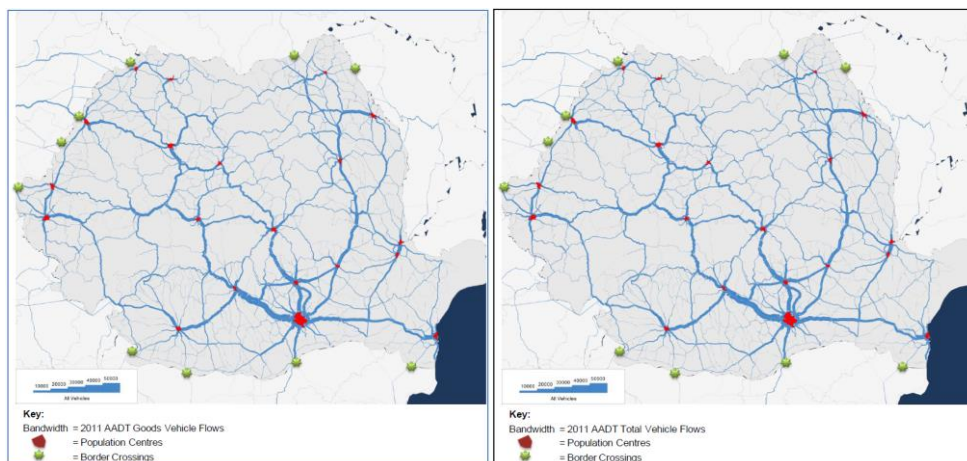 10000 20000 30000 40000 50000
All Vehicles
Key:
Bandwidth = 2011 AADT Goods Vehicle Flows
= Population Centres
= Border Crossings
10000 20000 30000 40000 50000
All Vehicles
Key:
Bandwidth = 2011 AADT Total Vehicle Flows
= Population Centres
= Border Crossings